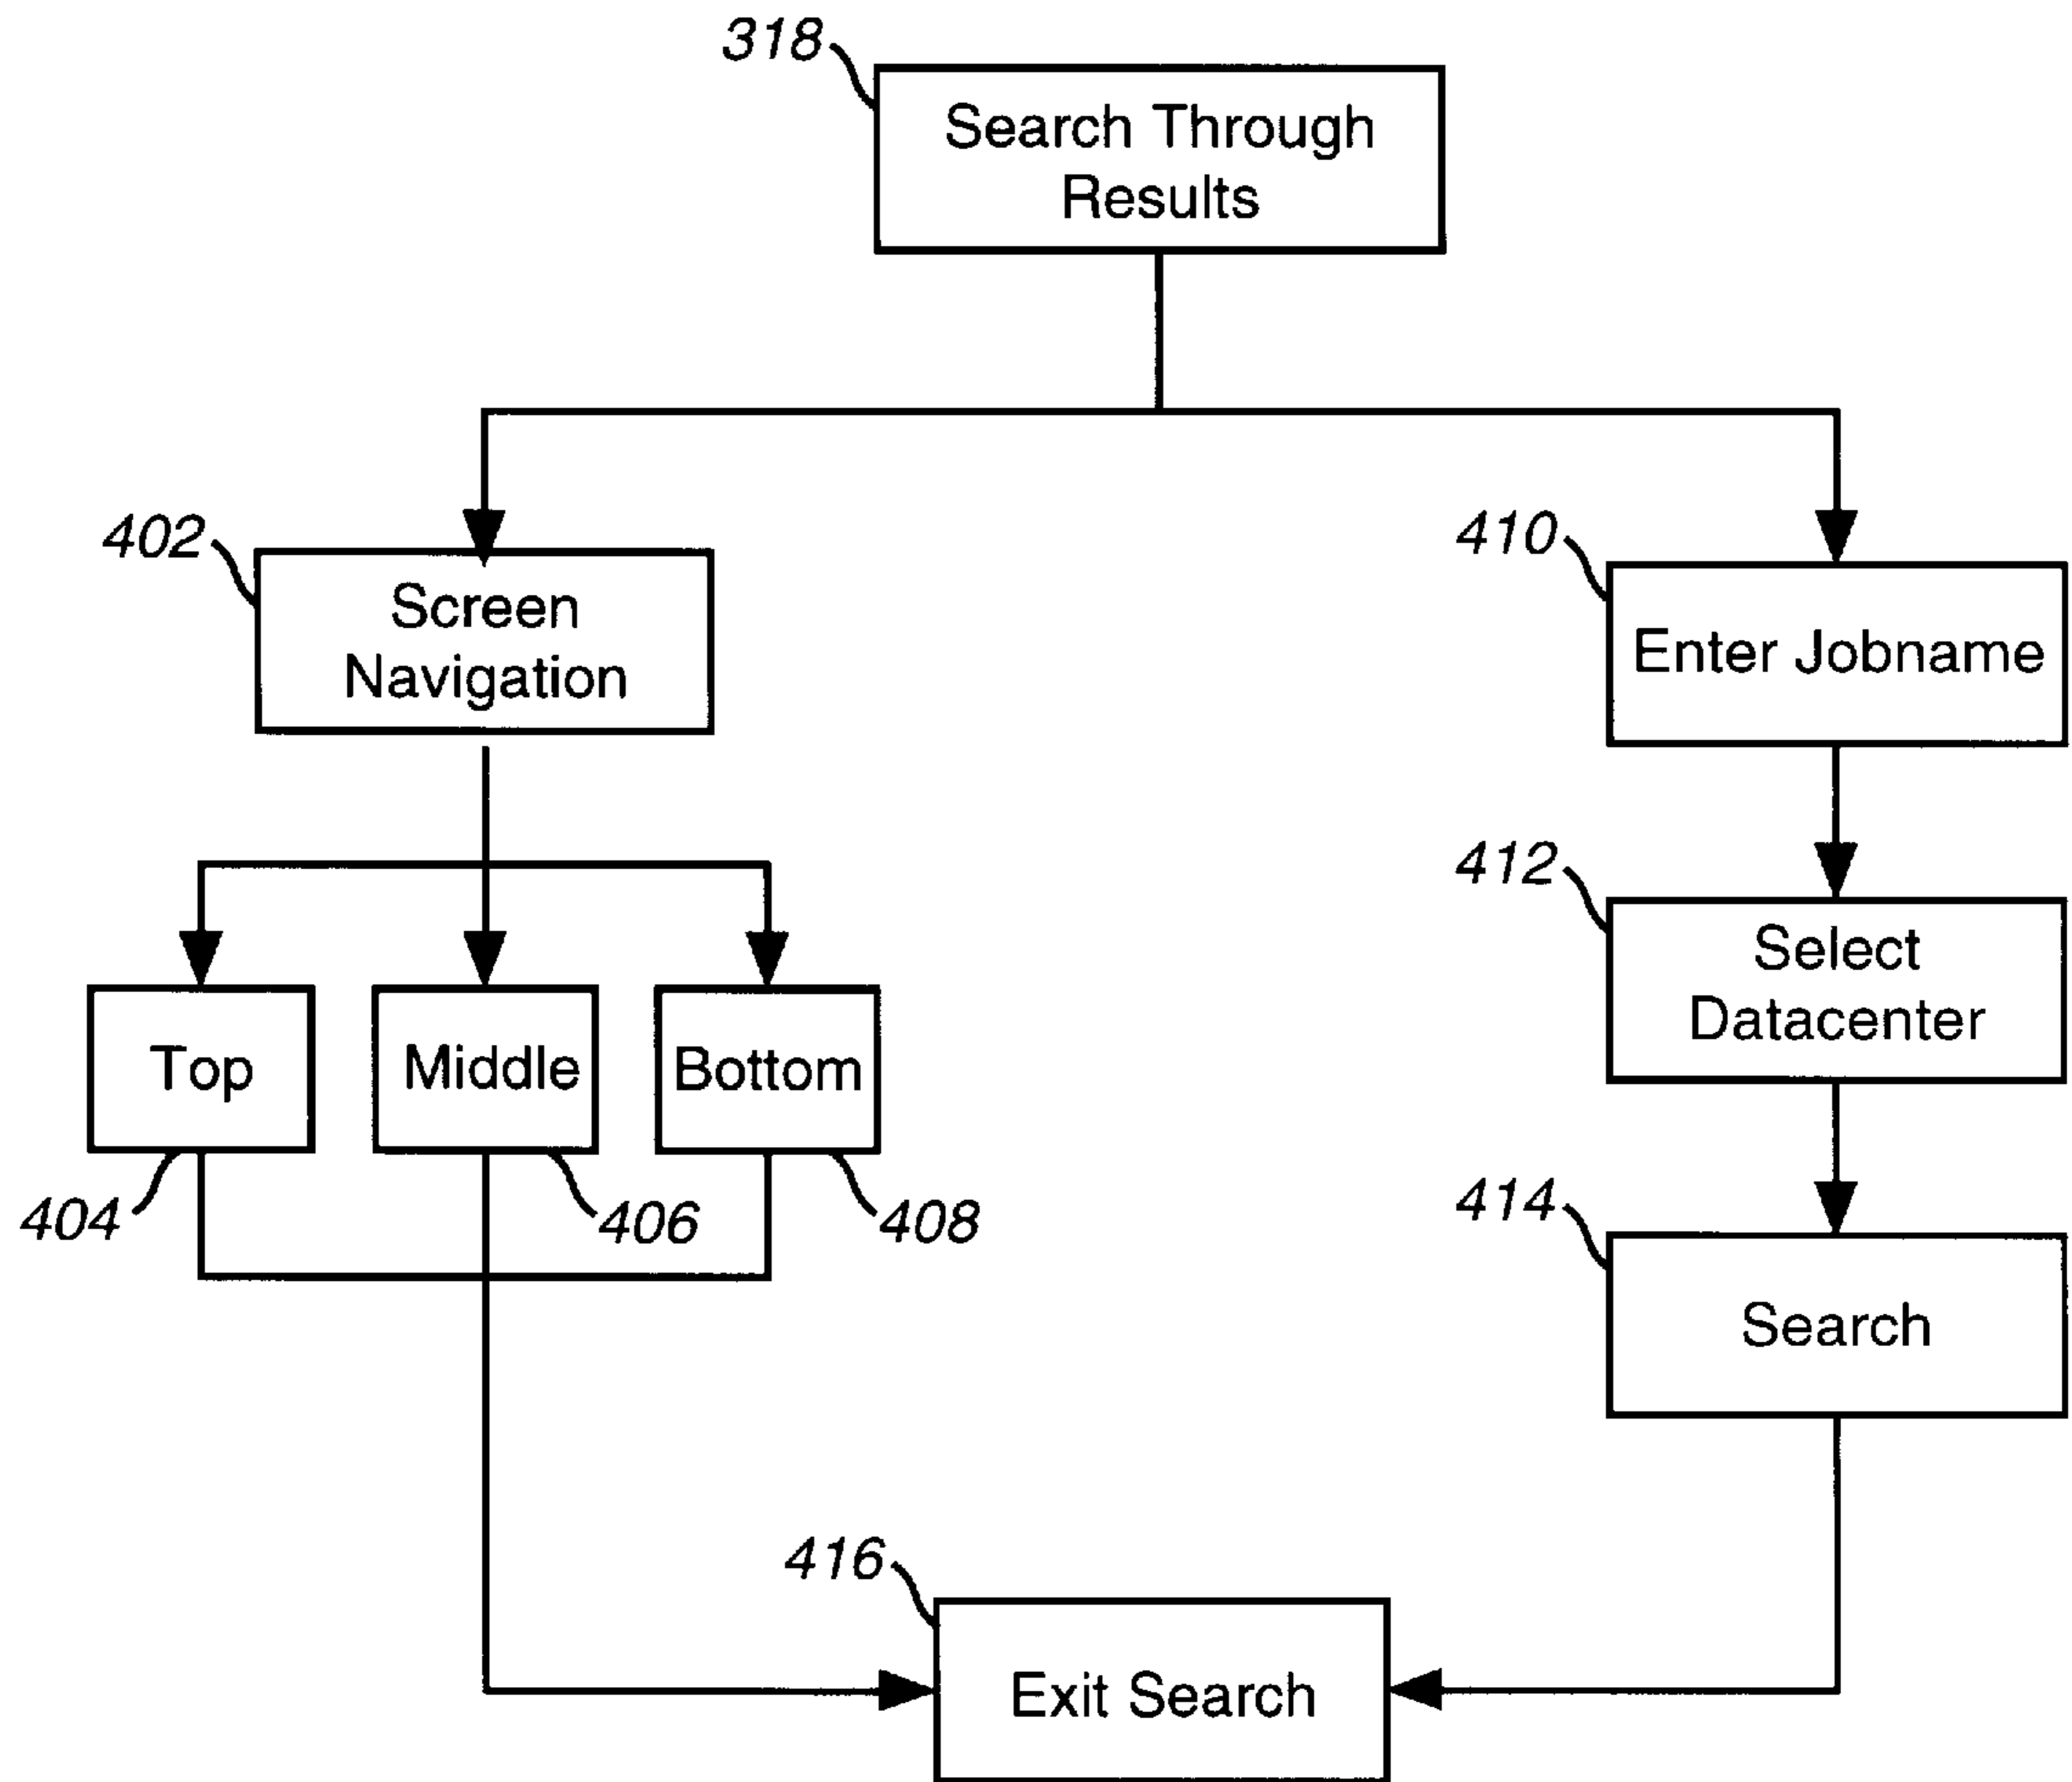 318
Search Through
Results
402
Screen
Navigation
410
Enter Jobname
412
Select
Datacenter
Top
Middle
Bottom
404
406
408
414
Search
416
Exit Search